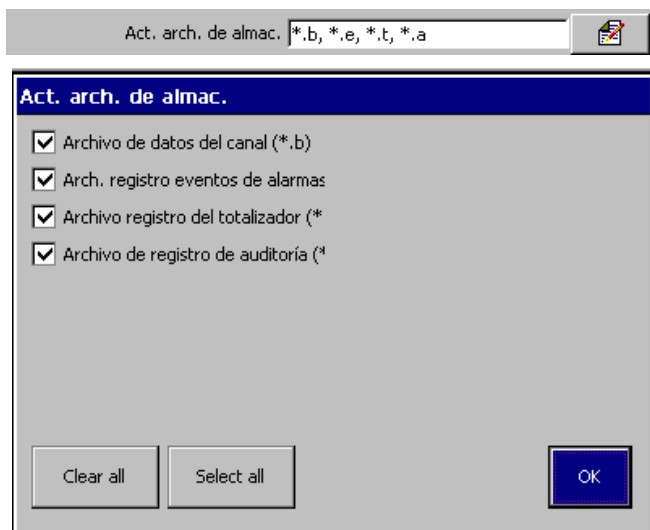 Act. arch. de almac. *.b, *.e, *.t, *.a
Act. arch. de almac.
Archivo de datos del canal (*.b)
Arch. registro eventos de alarmas
Archivo registro del totalizador (*
Archivo de registro de auditoría (*
Clear all Select all OK